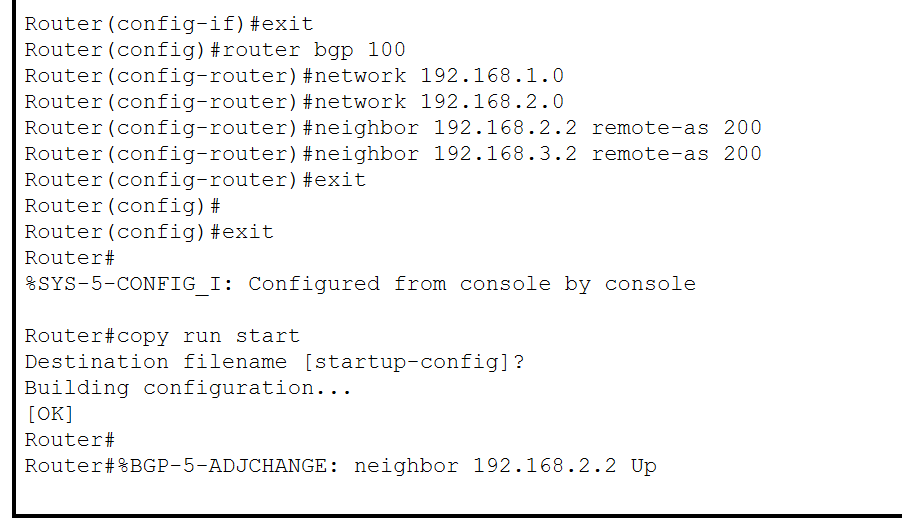 Router(config-if)#exit
Router(config)#router bgp 100
Router(config-router)#network 192.168.1.0
Router(config-router)#network 192.168.2.0
Router(config-router)#neighbor 192.168.2.2 remote-as 200
Router(config-router)#neighbor 192.168.3.2 remote-as 200
Router(config-router)#exit
Router(config)#
Router(config)#exit
Router#
%SYS-5-CONFIG_I: Configured from console by console
Router#copy run start
Destination filename [startup-config]?
Building configuration...
[OK]
Router#
Router#%BGP-5-ADJCHANGE: neighbor 192.168.2.2 Up